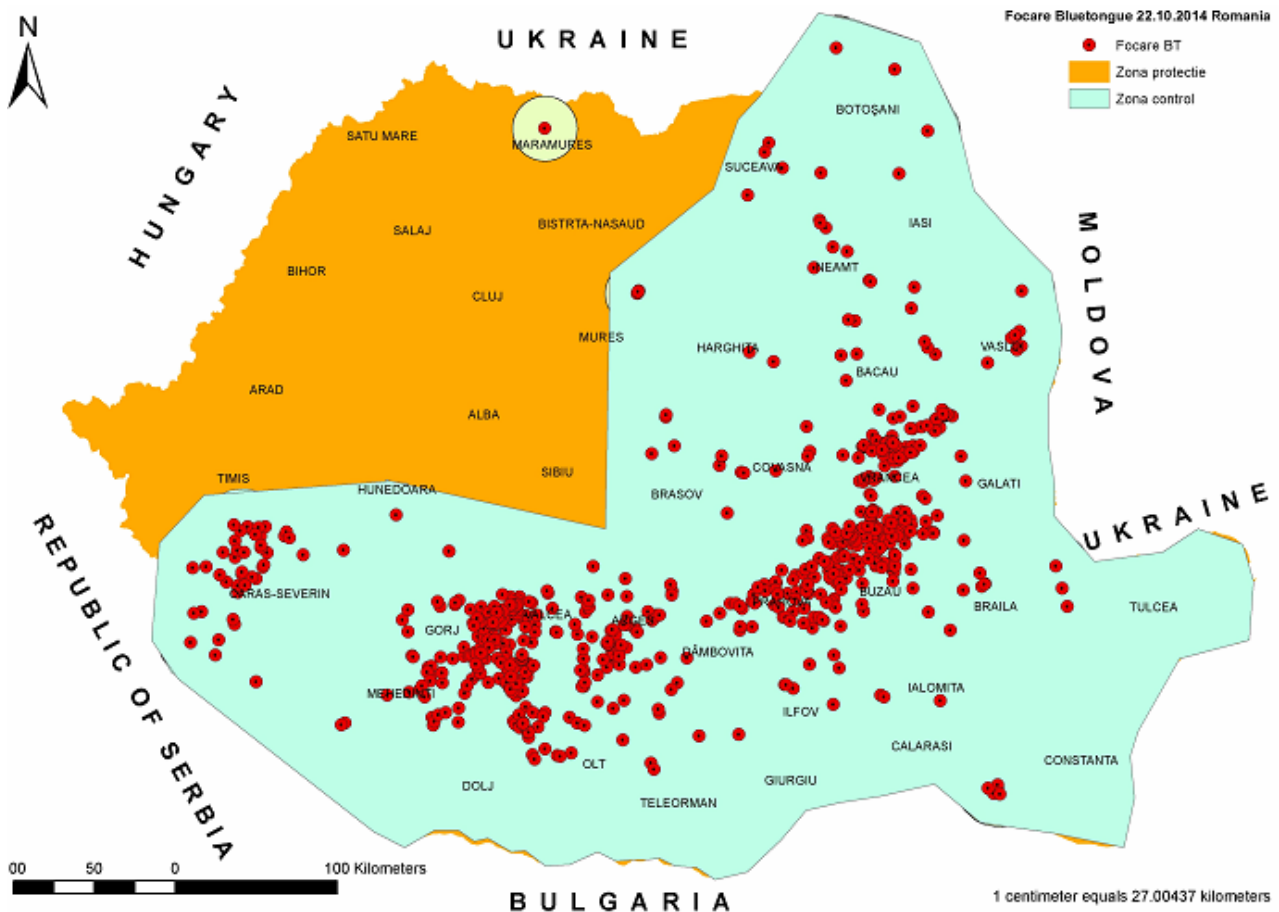 Focare Bluetongue 22.10.2014 Romania
N
UKRAINE
Focare BT
Zona protectie
Zona control
HUNGARY
BOTOŞANI
SATU MARE
MARAMURES
SUCEAVA
SALAJ
BISTRTA-NASAUD
IASI
MOLDOVA
BIHOR
NEAMT
CLUJ
MURES
HARGHITA
VASLUI
BACAU
ARAD
ALBA
TIMIS
SIBIU
COVASNA
HUNEDOARA
BRASOV
VRANCEA
GALATI
UKRAINE
REPUBLIC OF SERBIA
CARAS-SEVERIN
BUZAU
BRAILA
TULCEA
GORJ
VALCEA
ARGES
PRAHOVA
DÂMBOVITA
MEHEDINTI
IALOMITA
ILFOV
CALARASI
CONSTANTA
OLT
GIURGIU
DOLJ
TELEORMAN
00 50 0 100 Kilometers
BULGARIA
1 centimeter equals 27.00437 kilometers